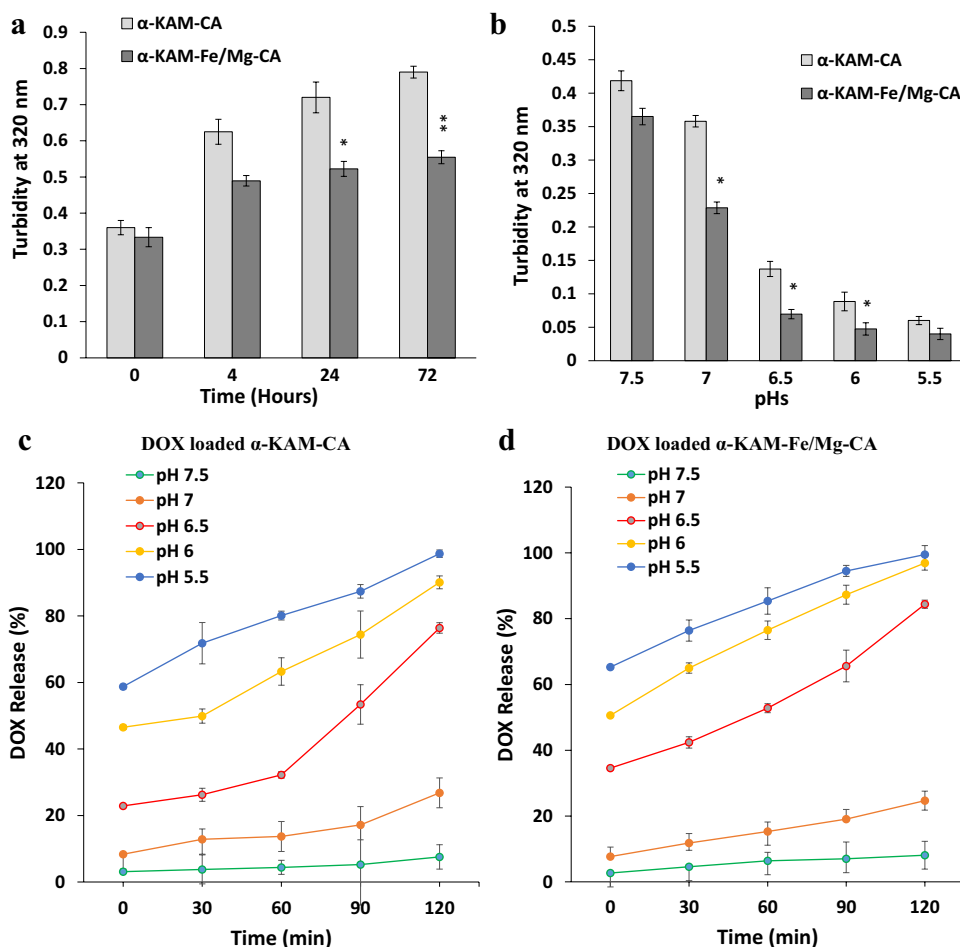 a
α-KAM-CA
α-KAM-Fe/Mg-CA
Turbidity at 320 nm
0.9
0.8
0.7
0.6
0.5
0.4
0.3
0.2
0.1
0
*
**
0 4 24 72
Time (Hours)
b
α-KAM-CA
α-KAM-Fe/Mg-CA
Turbidity at 320 nm
0.5
0.45
0.4
0.35
0.3
0.25
0.2
0.15
0.1
0.05
0
*
*
*
7.5 7 6.5 6 5.5
pHs
c
DOX loaded α-KAM-CA
pH 7.5
pH 7
pH 6.5
pH 6
pH 5.5
DOX Release (%)
120
100
80
60
40
20
0
0 30 60 90 120
Time (min)
d
DOX loaded α-KAM-Fe/Mg-CA
pH 7.5
pH 7
pH 6.5
pH 6
pH 5.5
DOX Release (%)
120
100
80
60
40
20
0
0 30 60 90 120
Time (min)